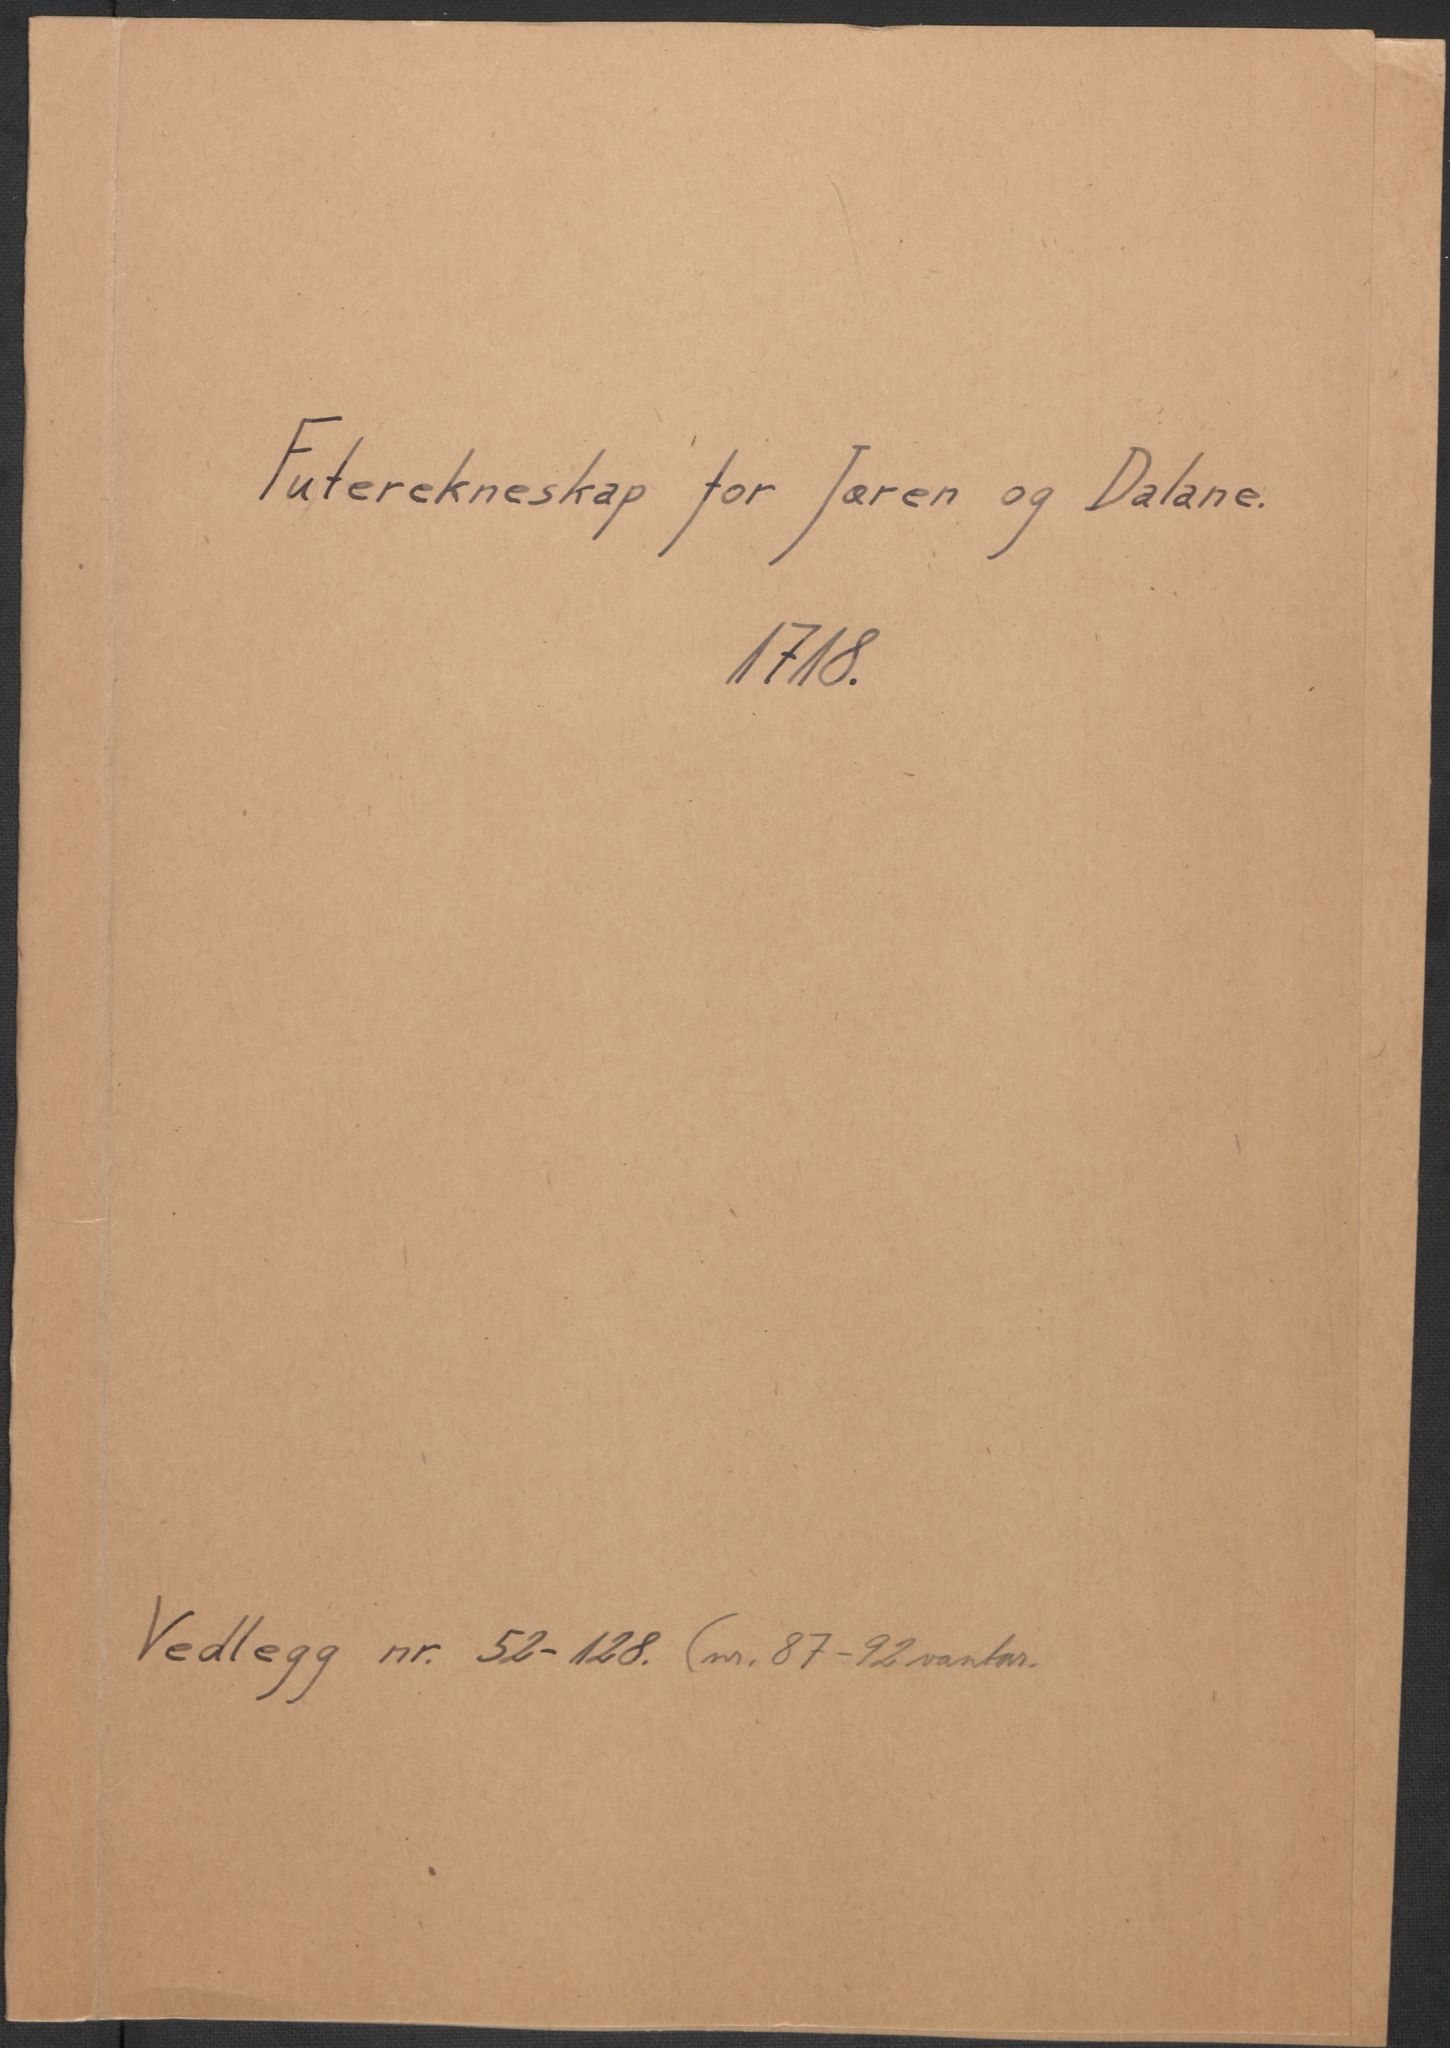 Futerekneskap for Jæren og Dalane.
1718.
Vedlegg nr. 52-128. (nr. 87-92 vantar.